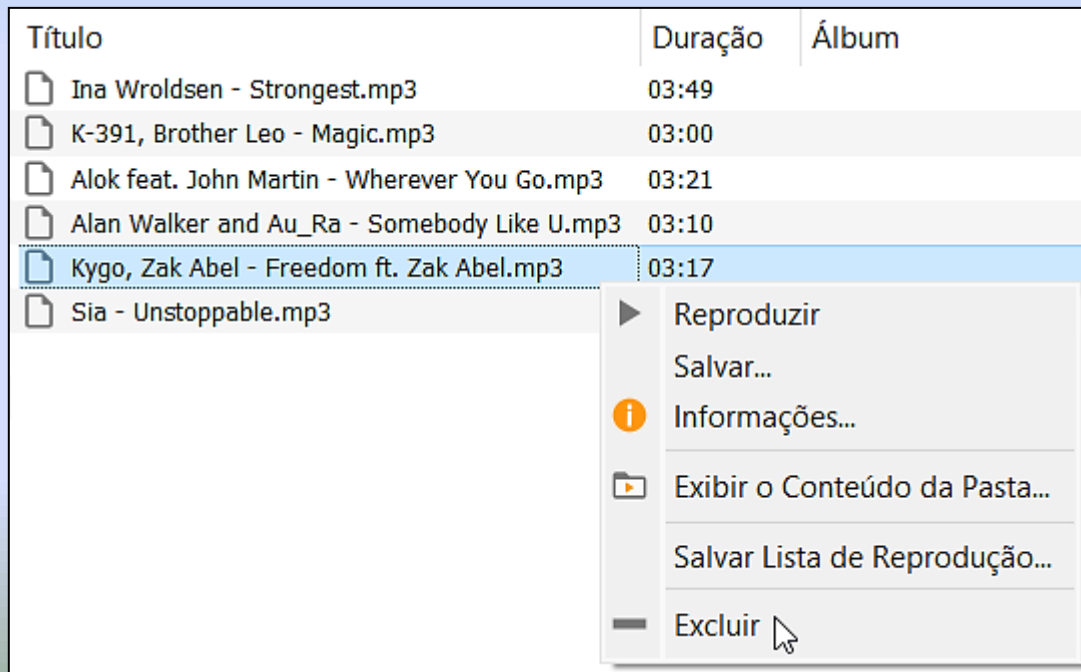 Título Duração Álbum
Ina Wroldsen - Strongest.mp3 03:49
K-391, Brother Leo - Magic.mp3 03:00
Alok feat. John Martin - Wherever You Go.mp3 03:21
Alan Walker and Au_Ra - Somebody Like U.mp3 03:10
Kygo, Zak Abel - Freedom ft. Zak Abel.mp3 03:17
Sia - Unstoppable.mp3
Reproduzir
Salvar...
Informações...
Exibir o Conteúdo da Pasta...
Salvar Lista de Reprodução...
Excluir